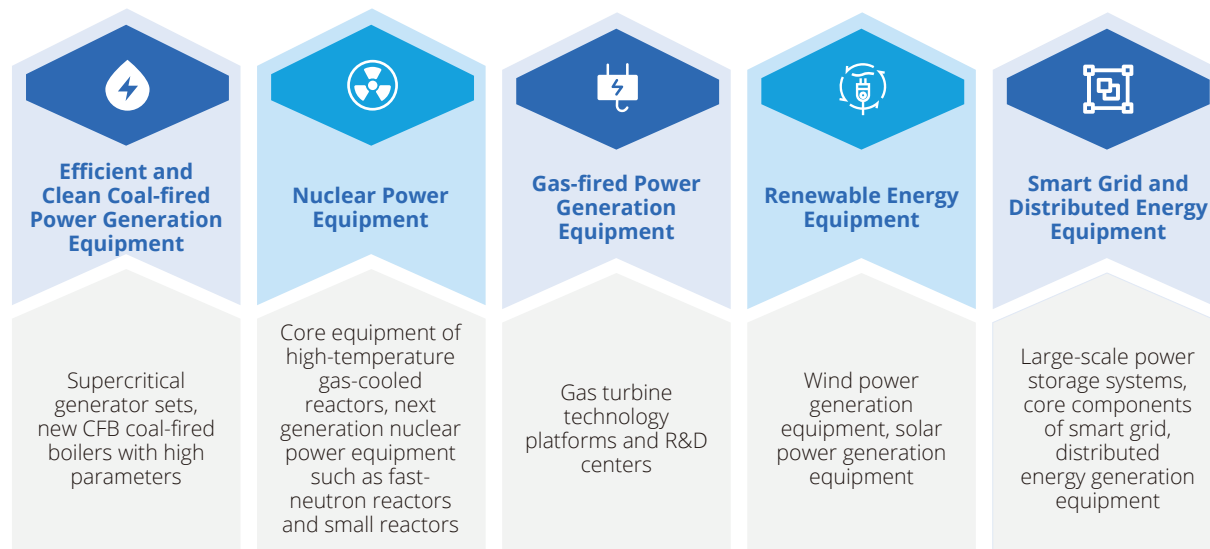 Efficient and
Clean Coal-fired
Power Generation
Equipment
Supercritical
generator sets,
new CFB coal-fired
boilers with high
parameters
Nuclear Power
Equipment
Core equipment of
high-temperature
gas-cooled
reactors, next
generation nuclear
power equipment
such as fast-
neutron reactors
and small reactors
Gas-fired Power
Generation
Equipment
Gas turbine
technology
platforms and R&D
centers
Renewable Energy
Equipment
Wind power
generation
equipment, solar
power generation
equipment
Smart Grid and
Distributed Energy
Equipment
Large-scale power
storage systems,
core components
of smart grid,
distributed
energy generation
equipment